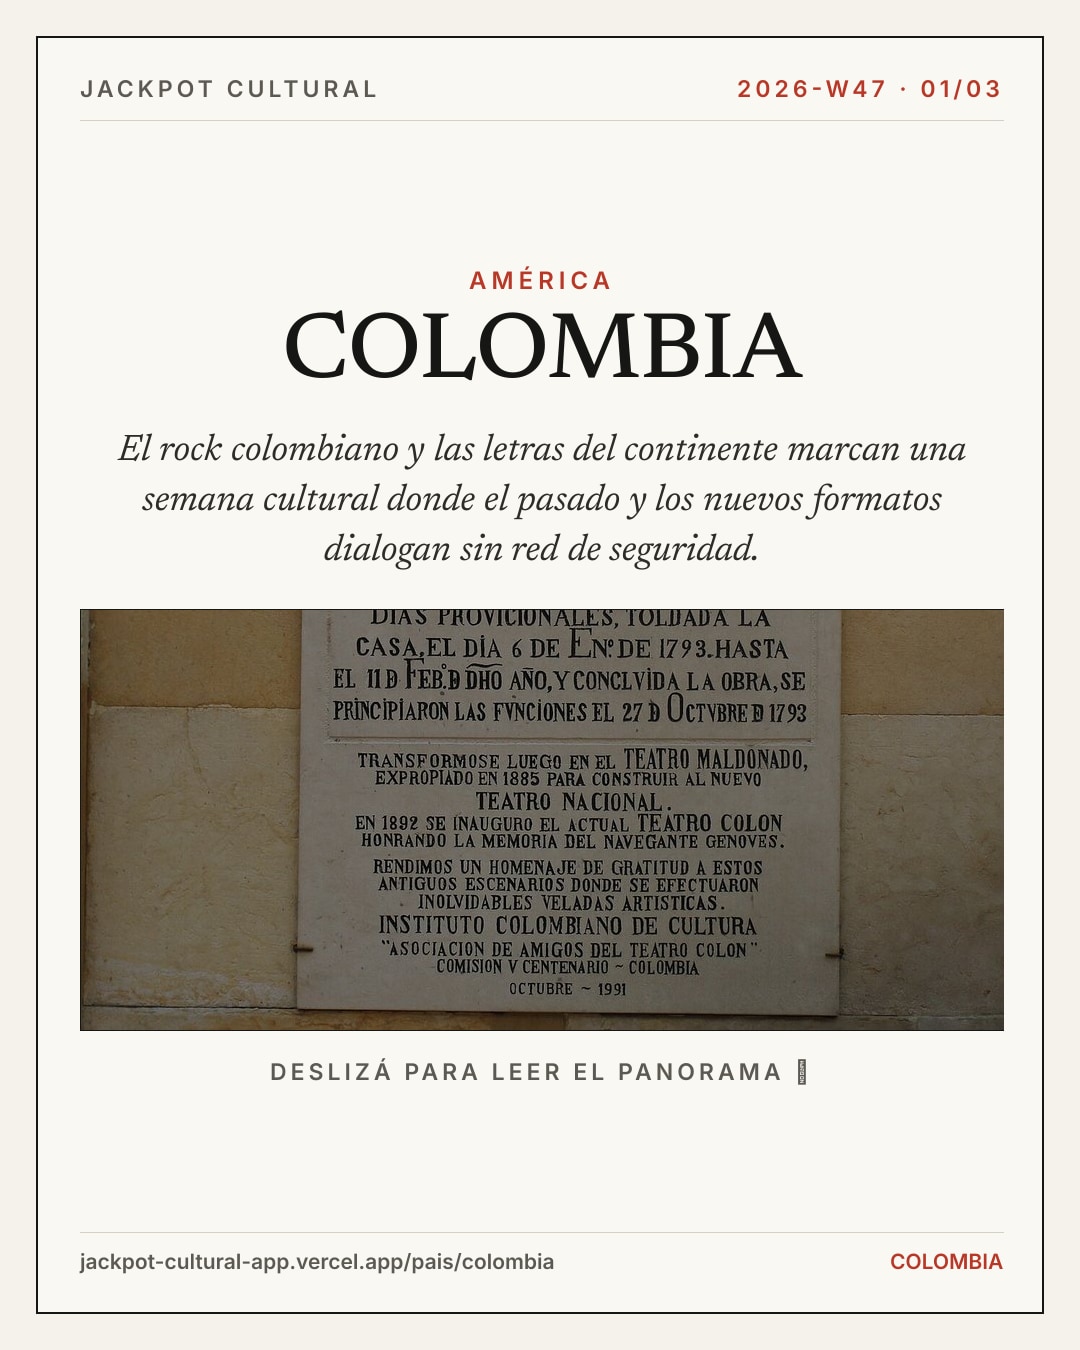 JACKPOT CULTURAL
2026-W47 · 01/03
AMÉRICA
COLOMBIA
El rock colombiano y las letras del continente marcan una
semana cultural donde el pasado y los nuevos formatos
dialogan sin red de seguridad.
DIAS PROVICIONALES, TOLDADA LA
CASA, EL DÍA 6 DE ENº DE 1793. HASTA
EL 11 D FEB.D DHO AÑO, Y CONCLVÍDA LA OBRA, SE
PRÍNCÍPÍARON LAS FVNCÍONES EL 27 D OCTVBRE D 1793
TRANSFORMOSE LUEGO EN EL TEATRO MALDONADO,
EXPROPIADO EN 1885 PARA CONSTRUIR AL NUEVO
TEATRO NACIONAL.
EN 1892 SE INAUGURO EL ACTUAL TEATRO COLON
HONRANDO LA MEMORIA DEL NAVEGANTE GENOVES.
RENDIMOS UN HOMENAJE DE GRATITUD A ESTOS
ANTIGUOS ESCENARIOS DONDE SE EFECTUARON
INOLVIDABLES VELADAS ARTISTICAS.
INSTITUTO COLOMBIANO DE CULTURA
"ASOCIACION DE AMIGOS DEL TEATRO COLON"
COMISION V CENTENARIO ~ COLOMBIA
OCTUBRE ~ 1991
DESLIZÁ PARA LEER EL PANORAMA
jackpot-cultural-app.vercel.app/pais/colombia
COLOMBIA